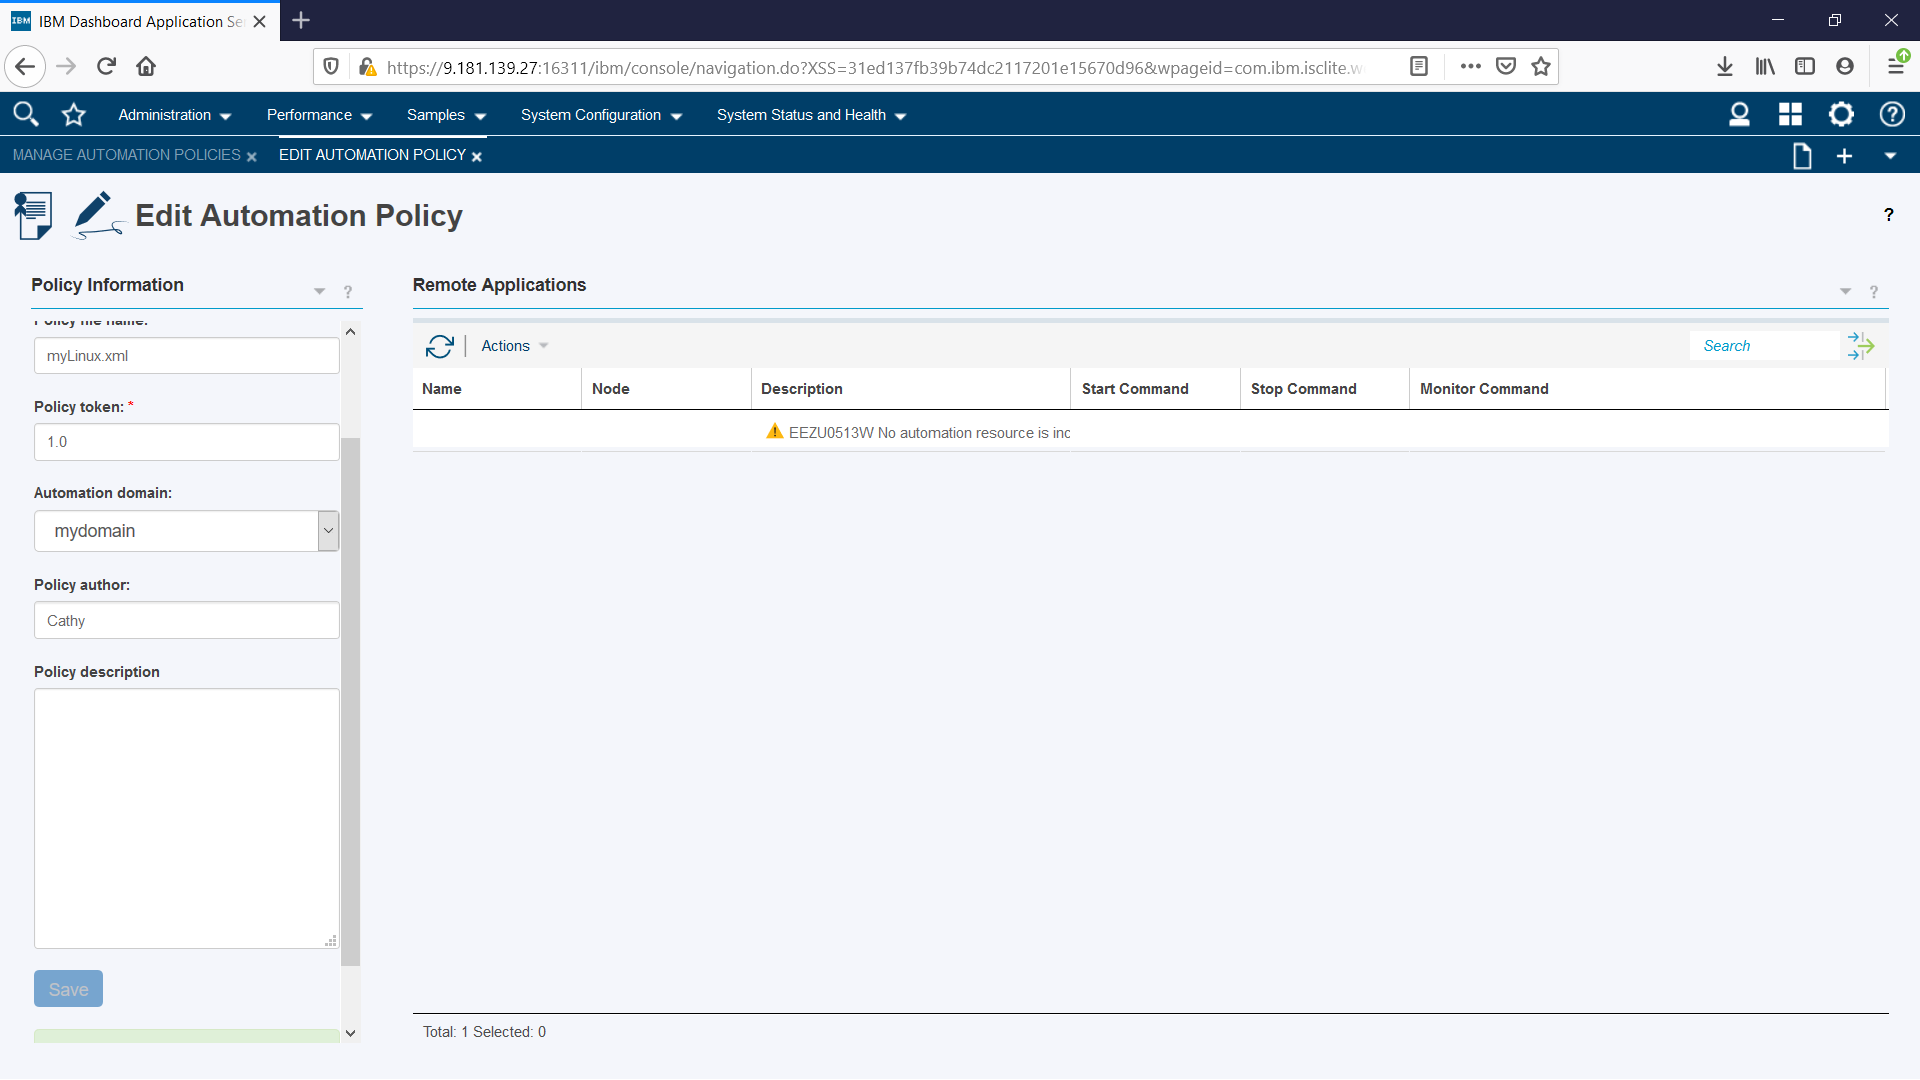 IBM Dashboard Application Se
https://9.181.139.27:16311/ibm/console/navigation.do?XSS=31ed137fb39b74dc2117201e15670d96&wpageid=com.ibm.isclite.w
Administration Performance Samples System Configuration System Status and Health
MANAGE AUTOMATION POLICIES EDIT AUTOMATION POLICY
Edit Automation Policy ?
Policy Information ?
Policy file name:
myLinux.xml
Policy token: *
1.0
Automation domain:
mydomain
Policy author:
Cathy
Policy description
Save
Remote Applications ?
Actions Search
Name Node Description Start Command Stop Command Monitor Command
EEZU0513W No automation resource is inc
Total: 1 Selected: 0